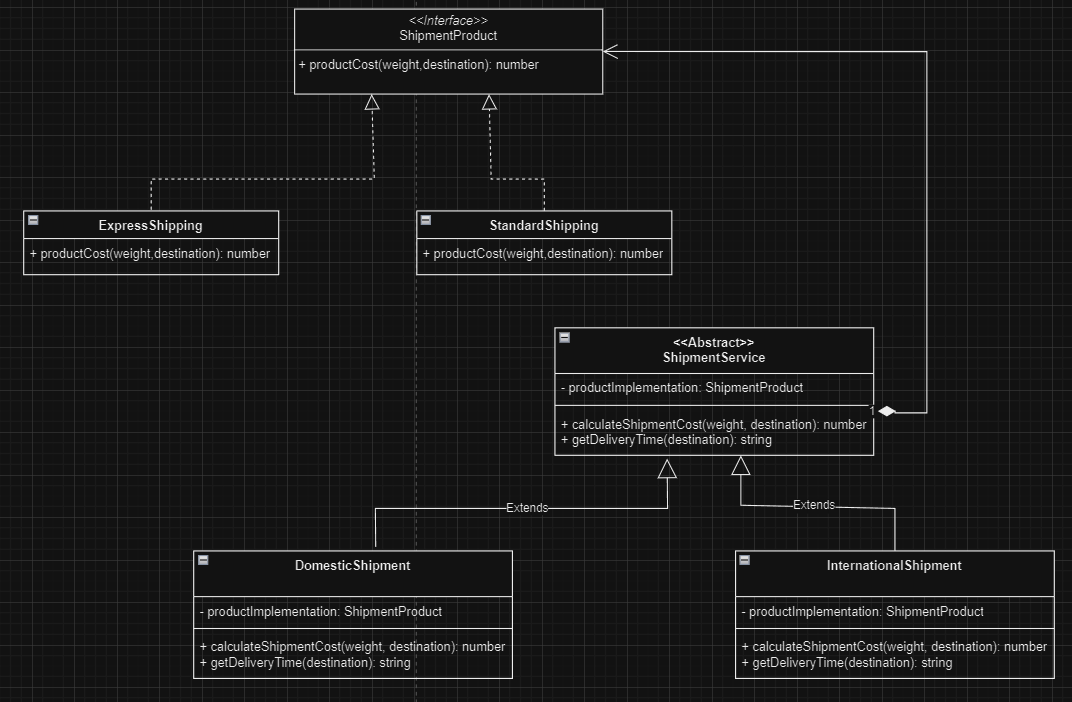 <<Interface>>
ShipmentProduct
+ productCost(weight,destination): number
ExpressShipping
+ productCost(weight,destination): number
StandardShipping
+ productCost(weight,destination): number
<<Abstract>>
ShipmentService
- productImplementation: ShipmentProduct
1
+ calculateShipmentCost(weight, destination): number
+ getDeliveryTime(destination): string
Extends
Extends
DomesticShipment
- productImplementation: ShipmentProduct
+ calculateShipmentCost(weight, destination): number
+ getDeliveryTime(destination): string
InternationalShipment
- productImplementation: ShipmentProduct
+ calculateShipmentCost(weight, destination): number
+ getDeliveryTime(destination): string